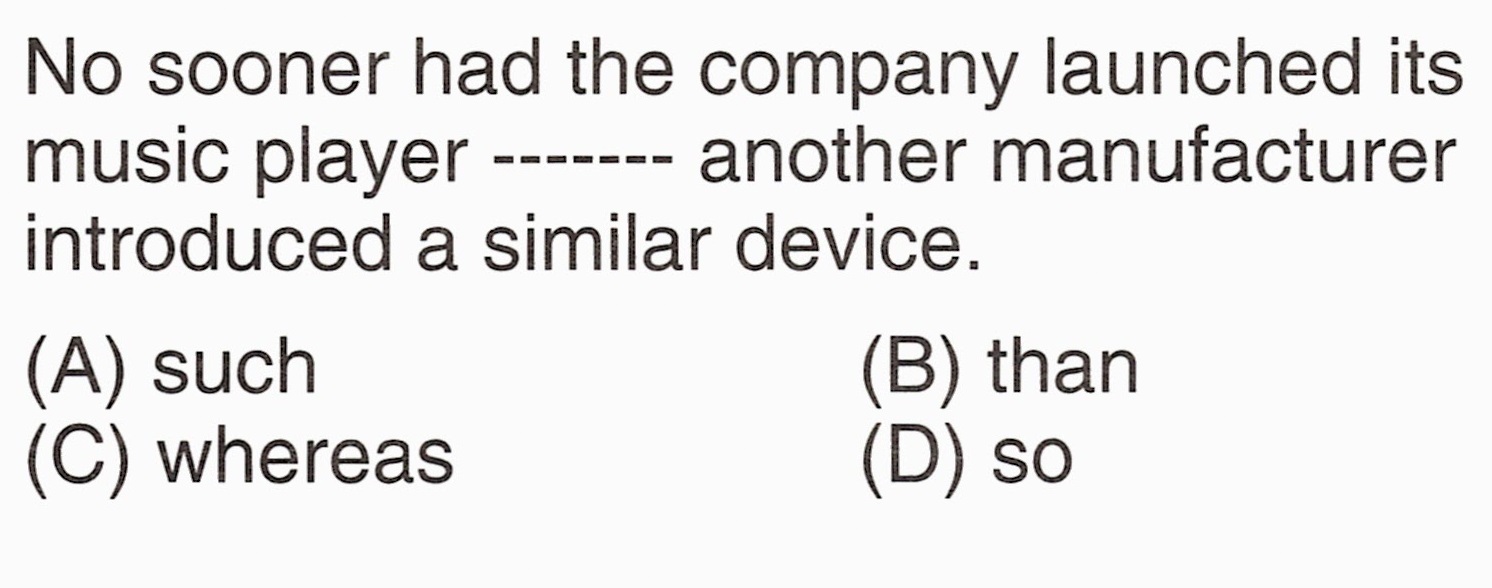 No sooner had the company launched its
music player ------- another manufacturer
introduced a similar device.
(A) such (B) than
(C) whereas (D) so